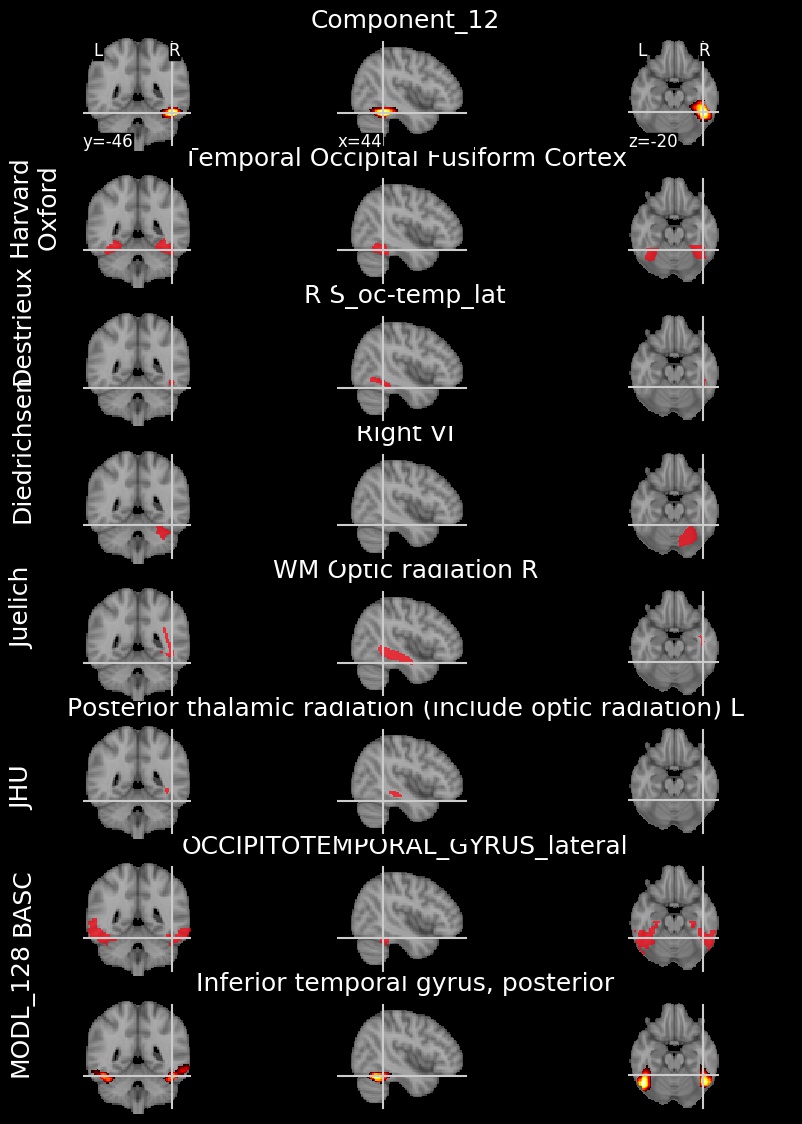 Component_12
L R
L R
y=-46
x=44
z=-20
Harvard
Oxford
Temporal Occipital Fusiform Cortex
Destrieux
R S_oc-temp_lat
Diedrichsen
Right VI
Juelich
WM Optic radiation R
JHU
Posterior thalamic radiation (include optic radiation) L
BASC
OCCIPITOTEMPORAL_GYRUS_lateral
MODL_128
Inferior temporal gyrus, posterior